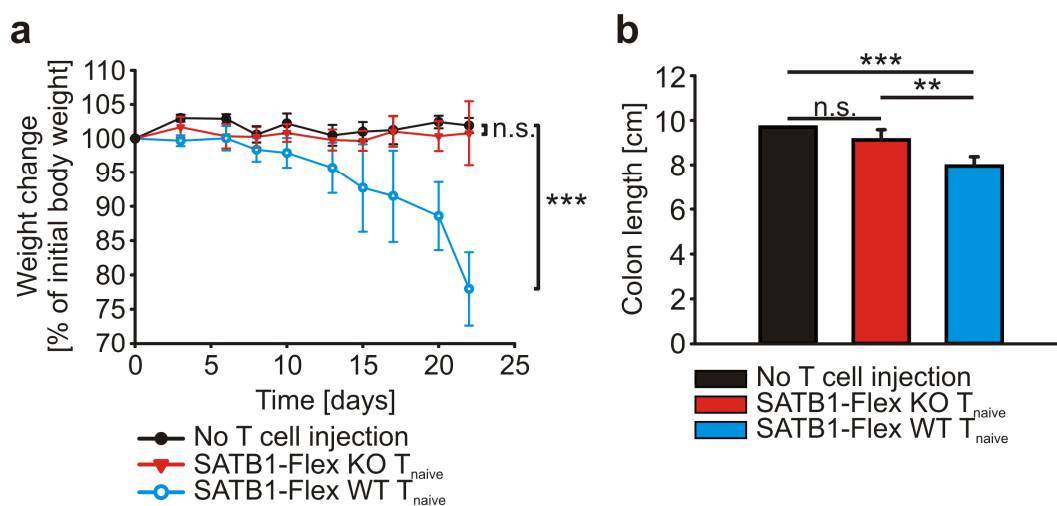 a
Weight change
[% of initial body weight]
110
105
100
95
90
85
80
75
70
0
5
10
15
20
25
Time [days]
n.s.
***
No T cell injection
SATB1-Flex KO Tnaive
SATB1-Flex WT Tnaive
b
Colon length [cm]
12
10
8
6
4
2
0
***
**
n.s.
No T cell injection
SATB1-Flex KO Tnaive
SATB1-Flex WT Tnaive